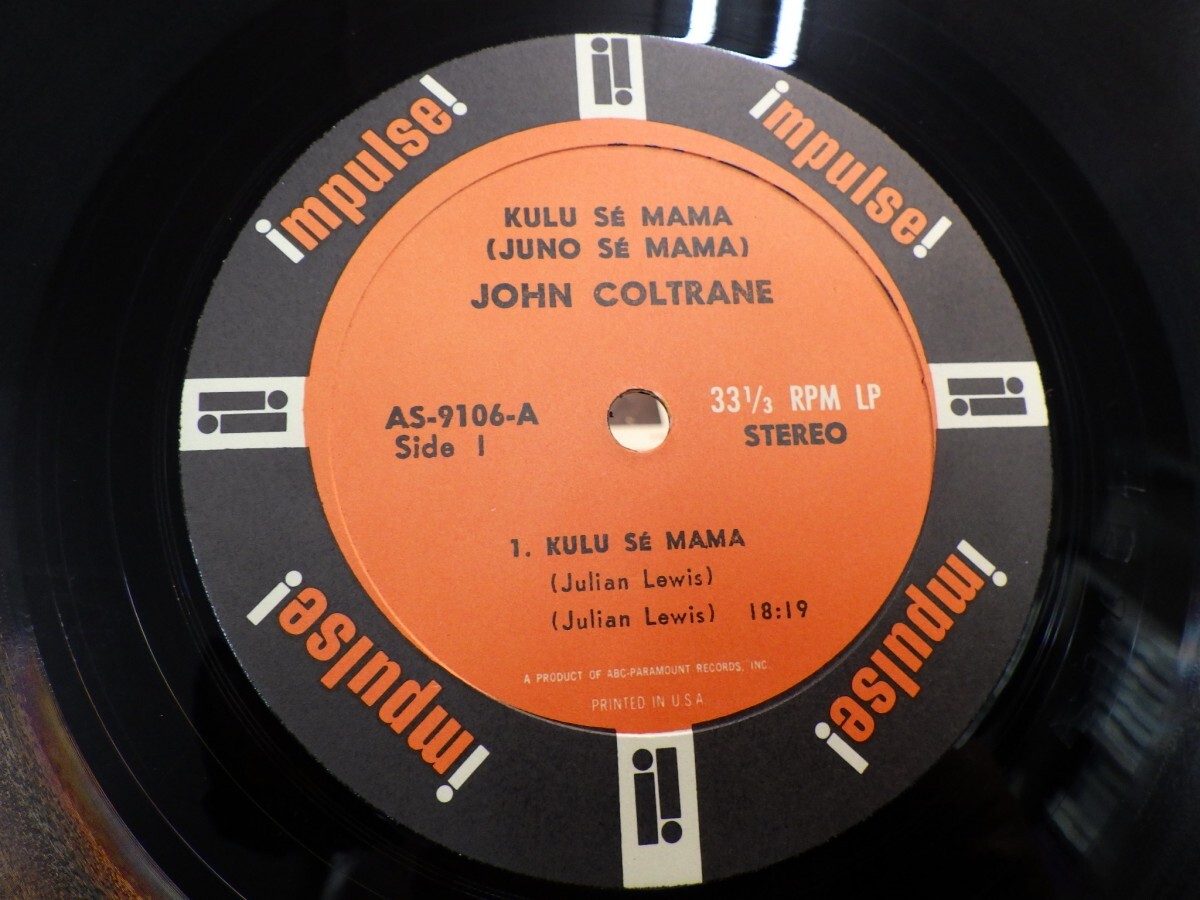 impulse!
impulse!
KULU SÉ MAMA
(JUNO SÉ MAMA)
JOHN COLTRANE
AS-9106-A
Side 1
33 1/3 RPM LP
STEREO
1. KULU SÉ MAMA
(Julian Lewis)
(Julian Lewis) 18:19
A PRODUCT OF ABC-PARAMOUNT RECORDS, INC.
PRINTED IN U.S.A
impulse!
impulse!